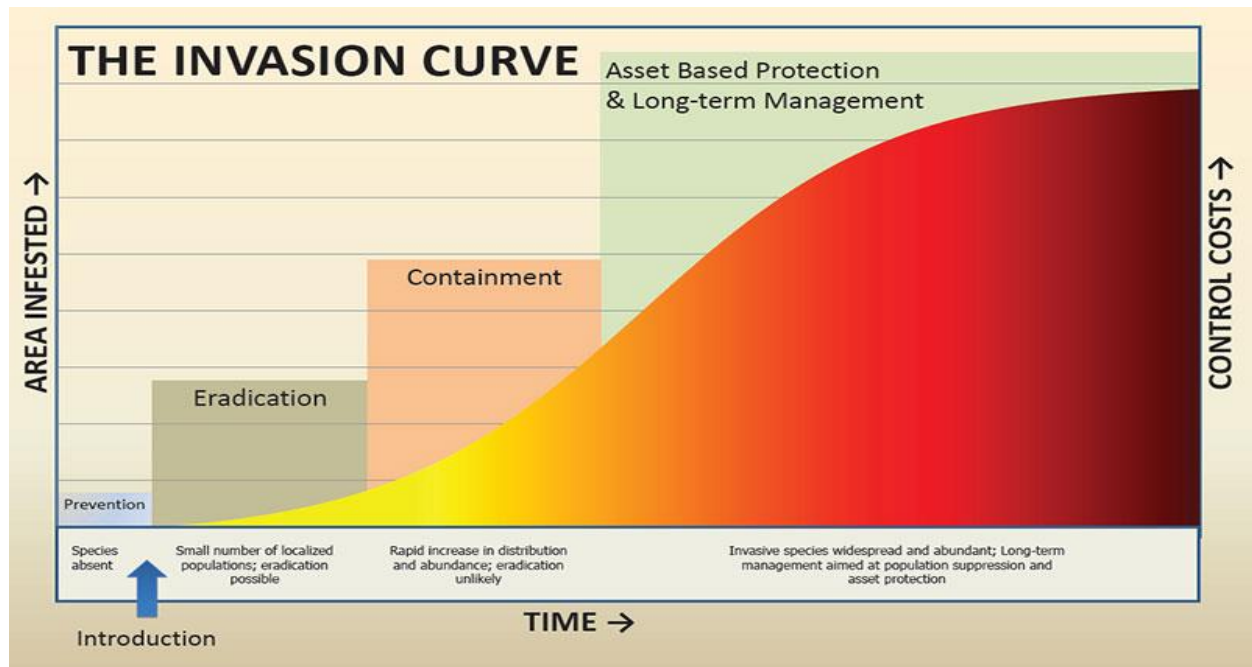 THE INVASION CURVE
Asset Based Protection
& Long-term Management
AREA INFESTED →
CONTROL COSTS →
Containment
Eradication
Prevention
Species
absent
Small number of localized
populations; eradication
possible
Rapid increase in distribution
and abundance; eradication
unlikely
Invasive species widespread and abundant; Long-term
management aimed at population suppression and
asset protection
TIME →
Introduction